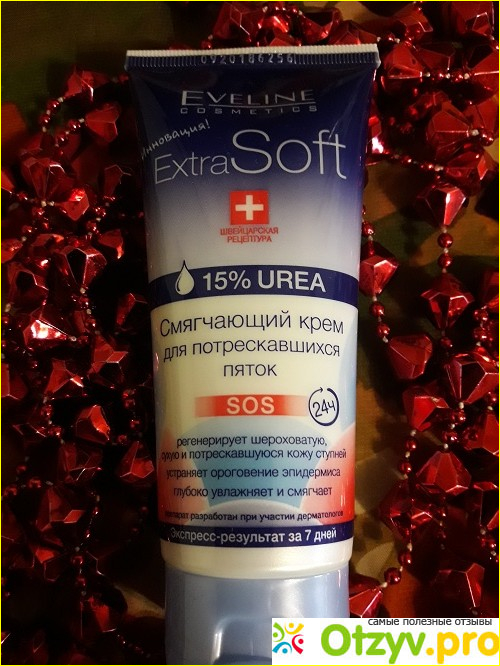 0920186256
EVELINE
COSMETICS
Инновация!
Extra Soft
ШВЕЙЦАРСКАЯ
РЕЦЕПТУРА
15% UREA
Смягчающий крем
для потрескавшихся
пяток
SOS
24ч
регенерирует шероховатую,
сухую и потрескавшуюся кожу ступней
устраняет ороговение эпидермиса
глубоко увлажняет и смягчает
препарат разработан при участии дерматологов
Экспресс-результат за 7 дней
самые полезные отзывы
Otzyv.pro